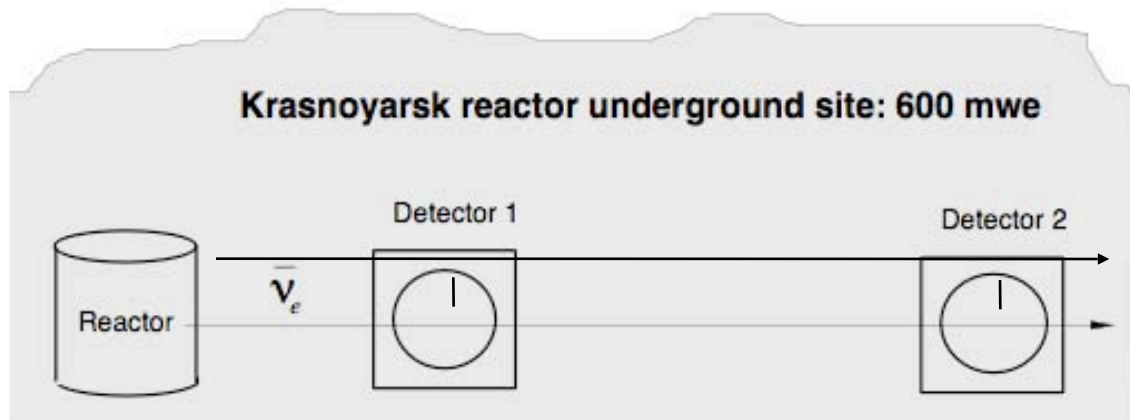 Krasnoyarsk reactor underground site: 600 mwe
Detector 1
Detector 2
ν̄ₑ
Reactor